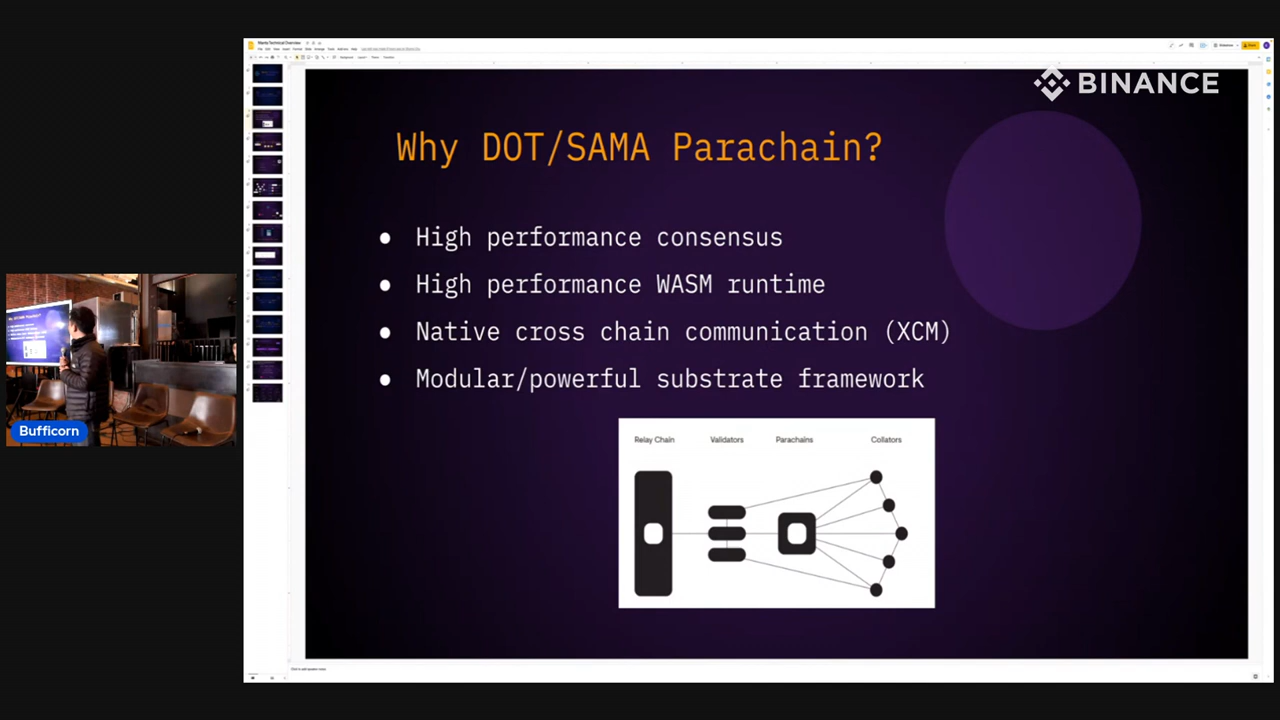 BINANCE
Why DOT/SAMA Parachain?
● High performance consensus
● High performance WASM runtime
● Native cross chain communication (XCM)
● Modular/powerful substrate framework
Relay Chain Validators Parachains Collators
Bufficorn